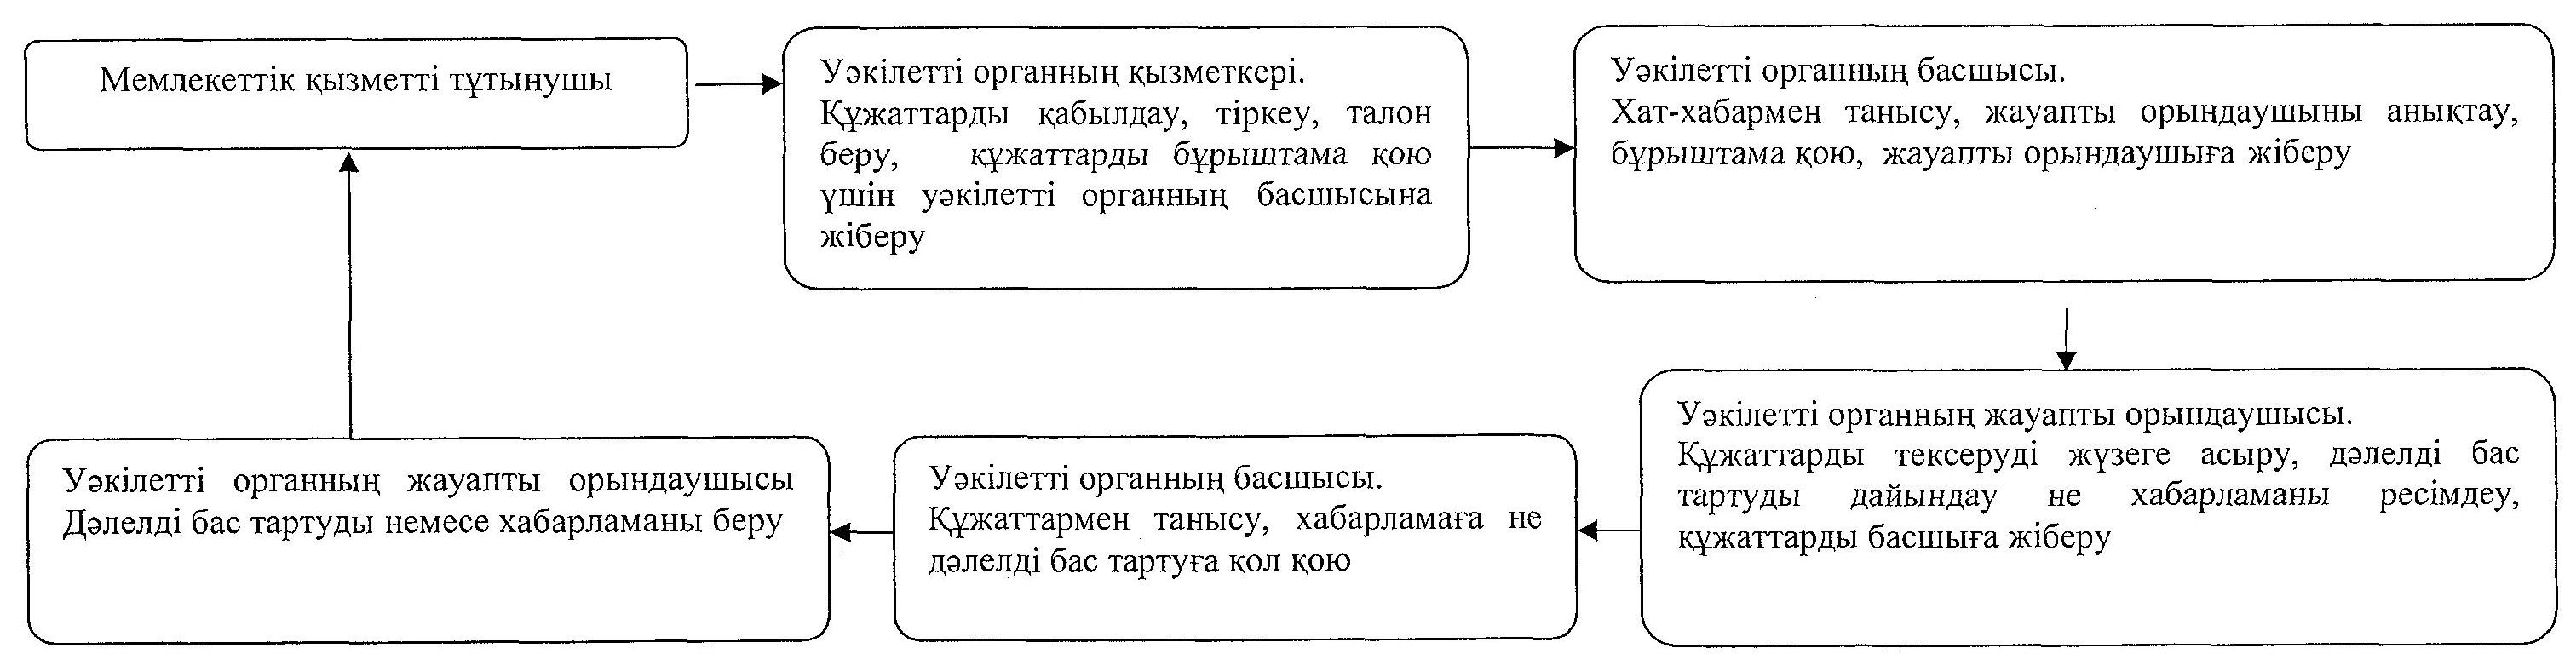 Мемлекеттік қызметті тұтынушы
Уәкілетті органның қызметкері.
Құжаттарды қабылдау, тіркеу, талон
беру, құжаттарды бұрыштама қою
үшін уәкілетті органның басшысына
жіберу
Уәкілетті органның басшысы.
Хат-хабармен танысу, жауапты орындаушыны анықтау,
бұрыштама қою, жауапты орындаушыға жіберу
Уәкілетті органның жауапты орындаушысы.
Құжаттарды тексеруді жүзеге асыру, дәлелді бас
тартуды дайындау не хабарламаны ресімдеу,
құжаттарды басшыға жіберу
Уәкілетті органның басшысы.
Құжаттармен танысу, хабарламаға не
дәлелді бас тартуға қол қою
Уәкілетті органның жауапты орындаушысы
Дәлелді бас тартуды немесе хабарламаны беру